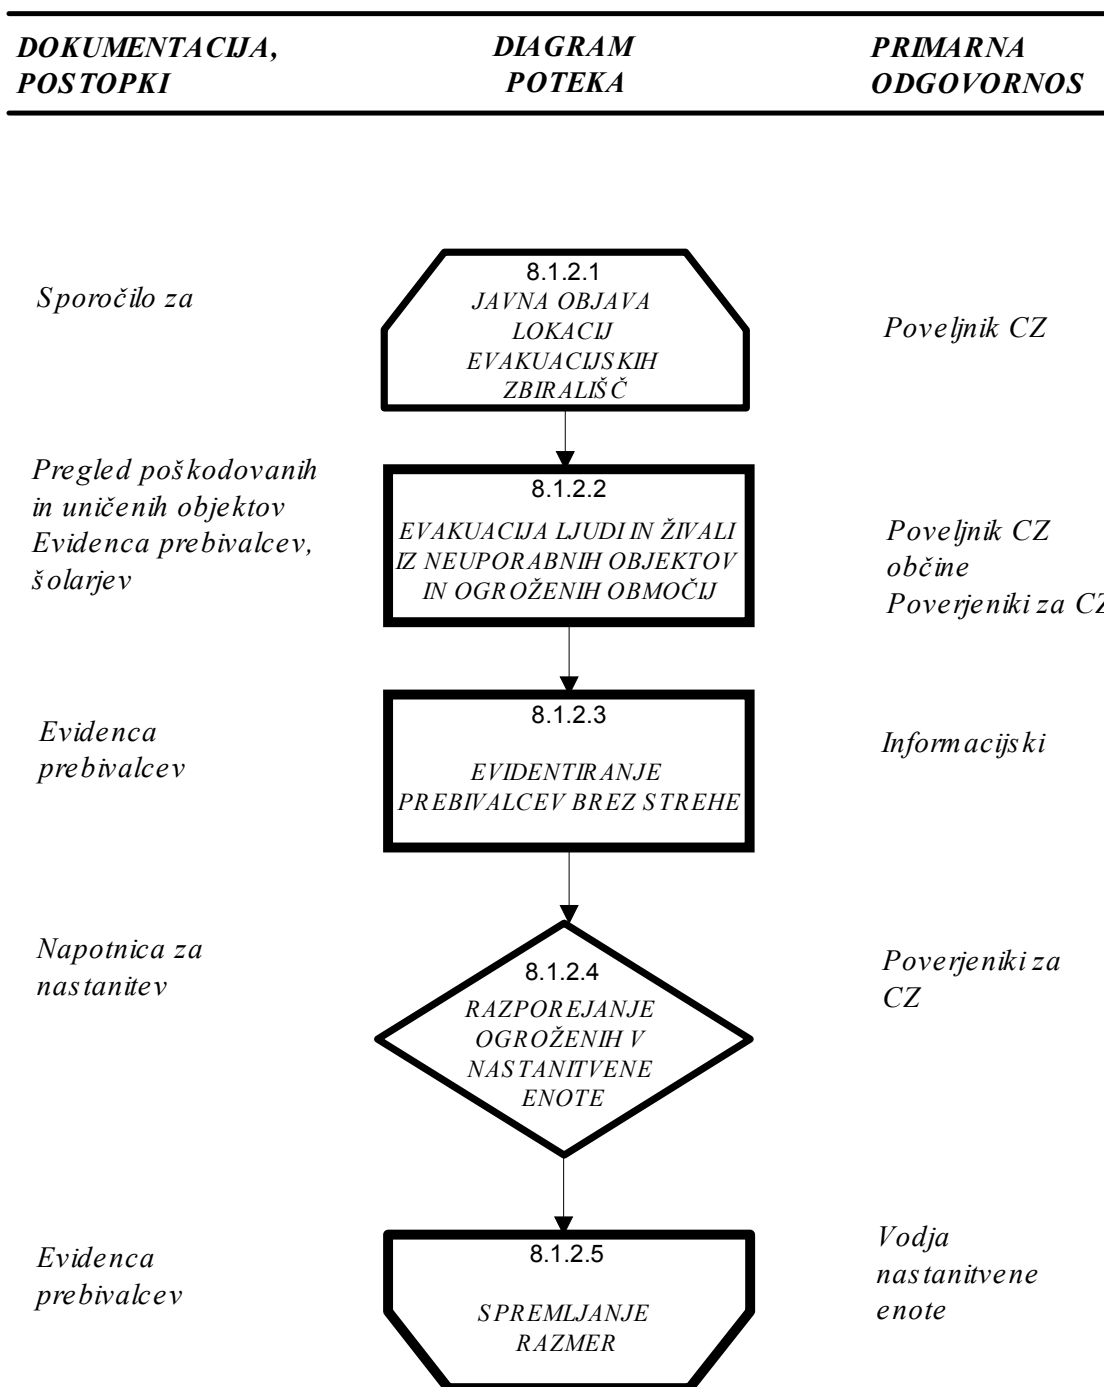 DOKUMENTACIJA,
POSTOPKI
DIAGRAM
POTEKA
PRIMARNA
ODGOVORNOS
Sporočilo za
8.1.2.1
JAVNA OBJAVA
LOKACIJ
EVAKUACIJSKIH
ZBIRALIŠČ
Poveljnik CZ
Pregled poškodovanih
in uničenih objektov
Evidenca prebivalcev,
šolarjev
8.1.2.2
EVAKUACIJA LJUDI IN ŽIVALI
IZ NEUPORABNIH OBJEKTOV
IN OGROŽENIH OBMOČIJ
Poveljnik CZ
občine
Poverjeniki za CZ
Evidenca
prebivalcev
8.1.2.3
EVIDENTIRANJE
PREBIVALCEV BREZ STREHE
Informacijski
Napotnica za
nastanitev
8.1.2.4
RAZPOREJANJE
OGROŽENIH V
NASTANITVENE
ENOTE
Poverjeniki za
CZ
Evidenca
prebivalcev
8.1.2.5
SPREMLJANJE
RAZMER
Vodja
nastanitvene
enote